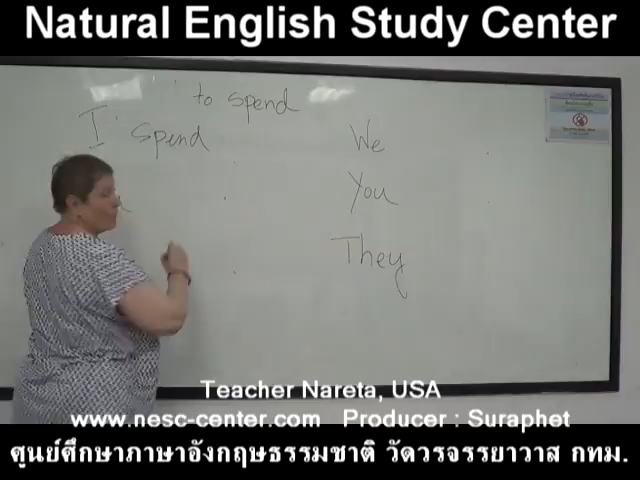 Natural English Study Center
to spend
I spend We
You
They
Teacher Nareta, USA
www.nesc-center.com Producer : Suraphet
ศูนย์ศึกษาภาษาอังกฤษธรรมชาติ วัดวรจรรยาวาส กทม.